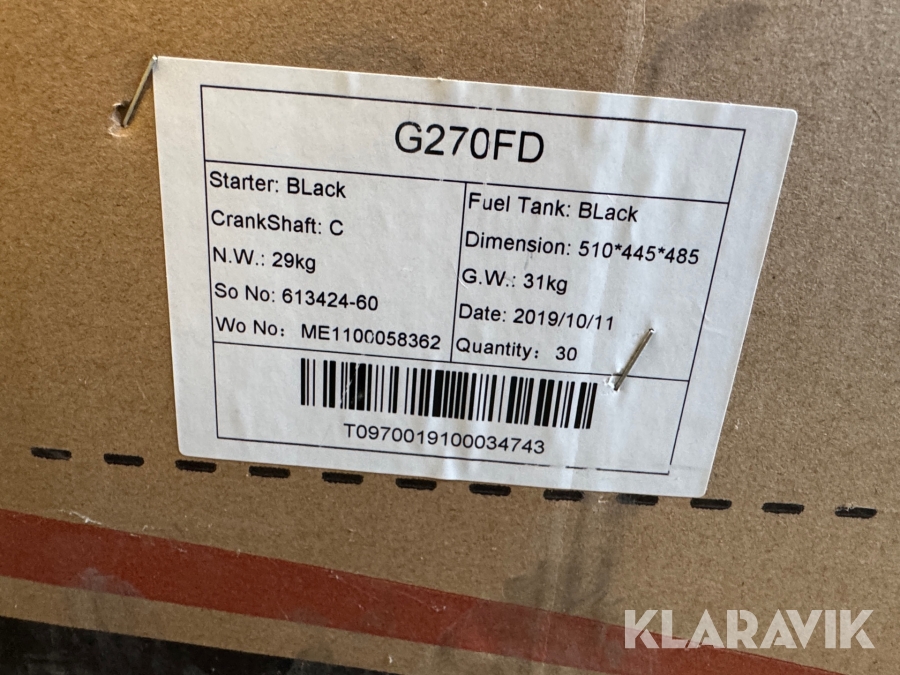 G270FD
Starter: BLack
CrankShaft: C
N.W.: 29kg
So No: 613424-60
Wo No: ME1100058362
Fuel Tank: BLack
Dimension: 510*445*485
G.W.: 31kg
Date: 2019/10/11
Quantity: 30
T0970019100034743
KLARAVIK